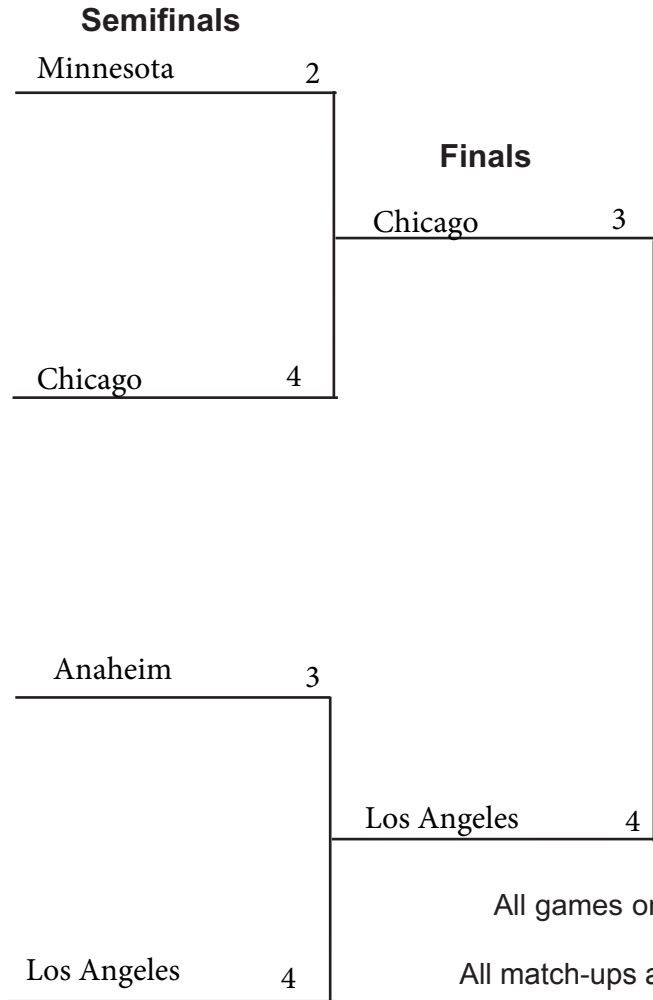 Semifinals
Minnesota 2
Finals
Chicago 3
Chicago 4
Anaheim 3
Los Angeles 4
All games
Los Angeles 4
All match-ups